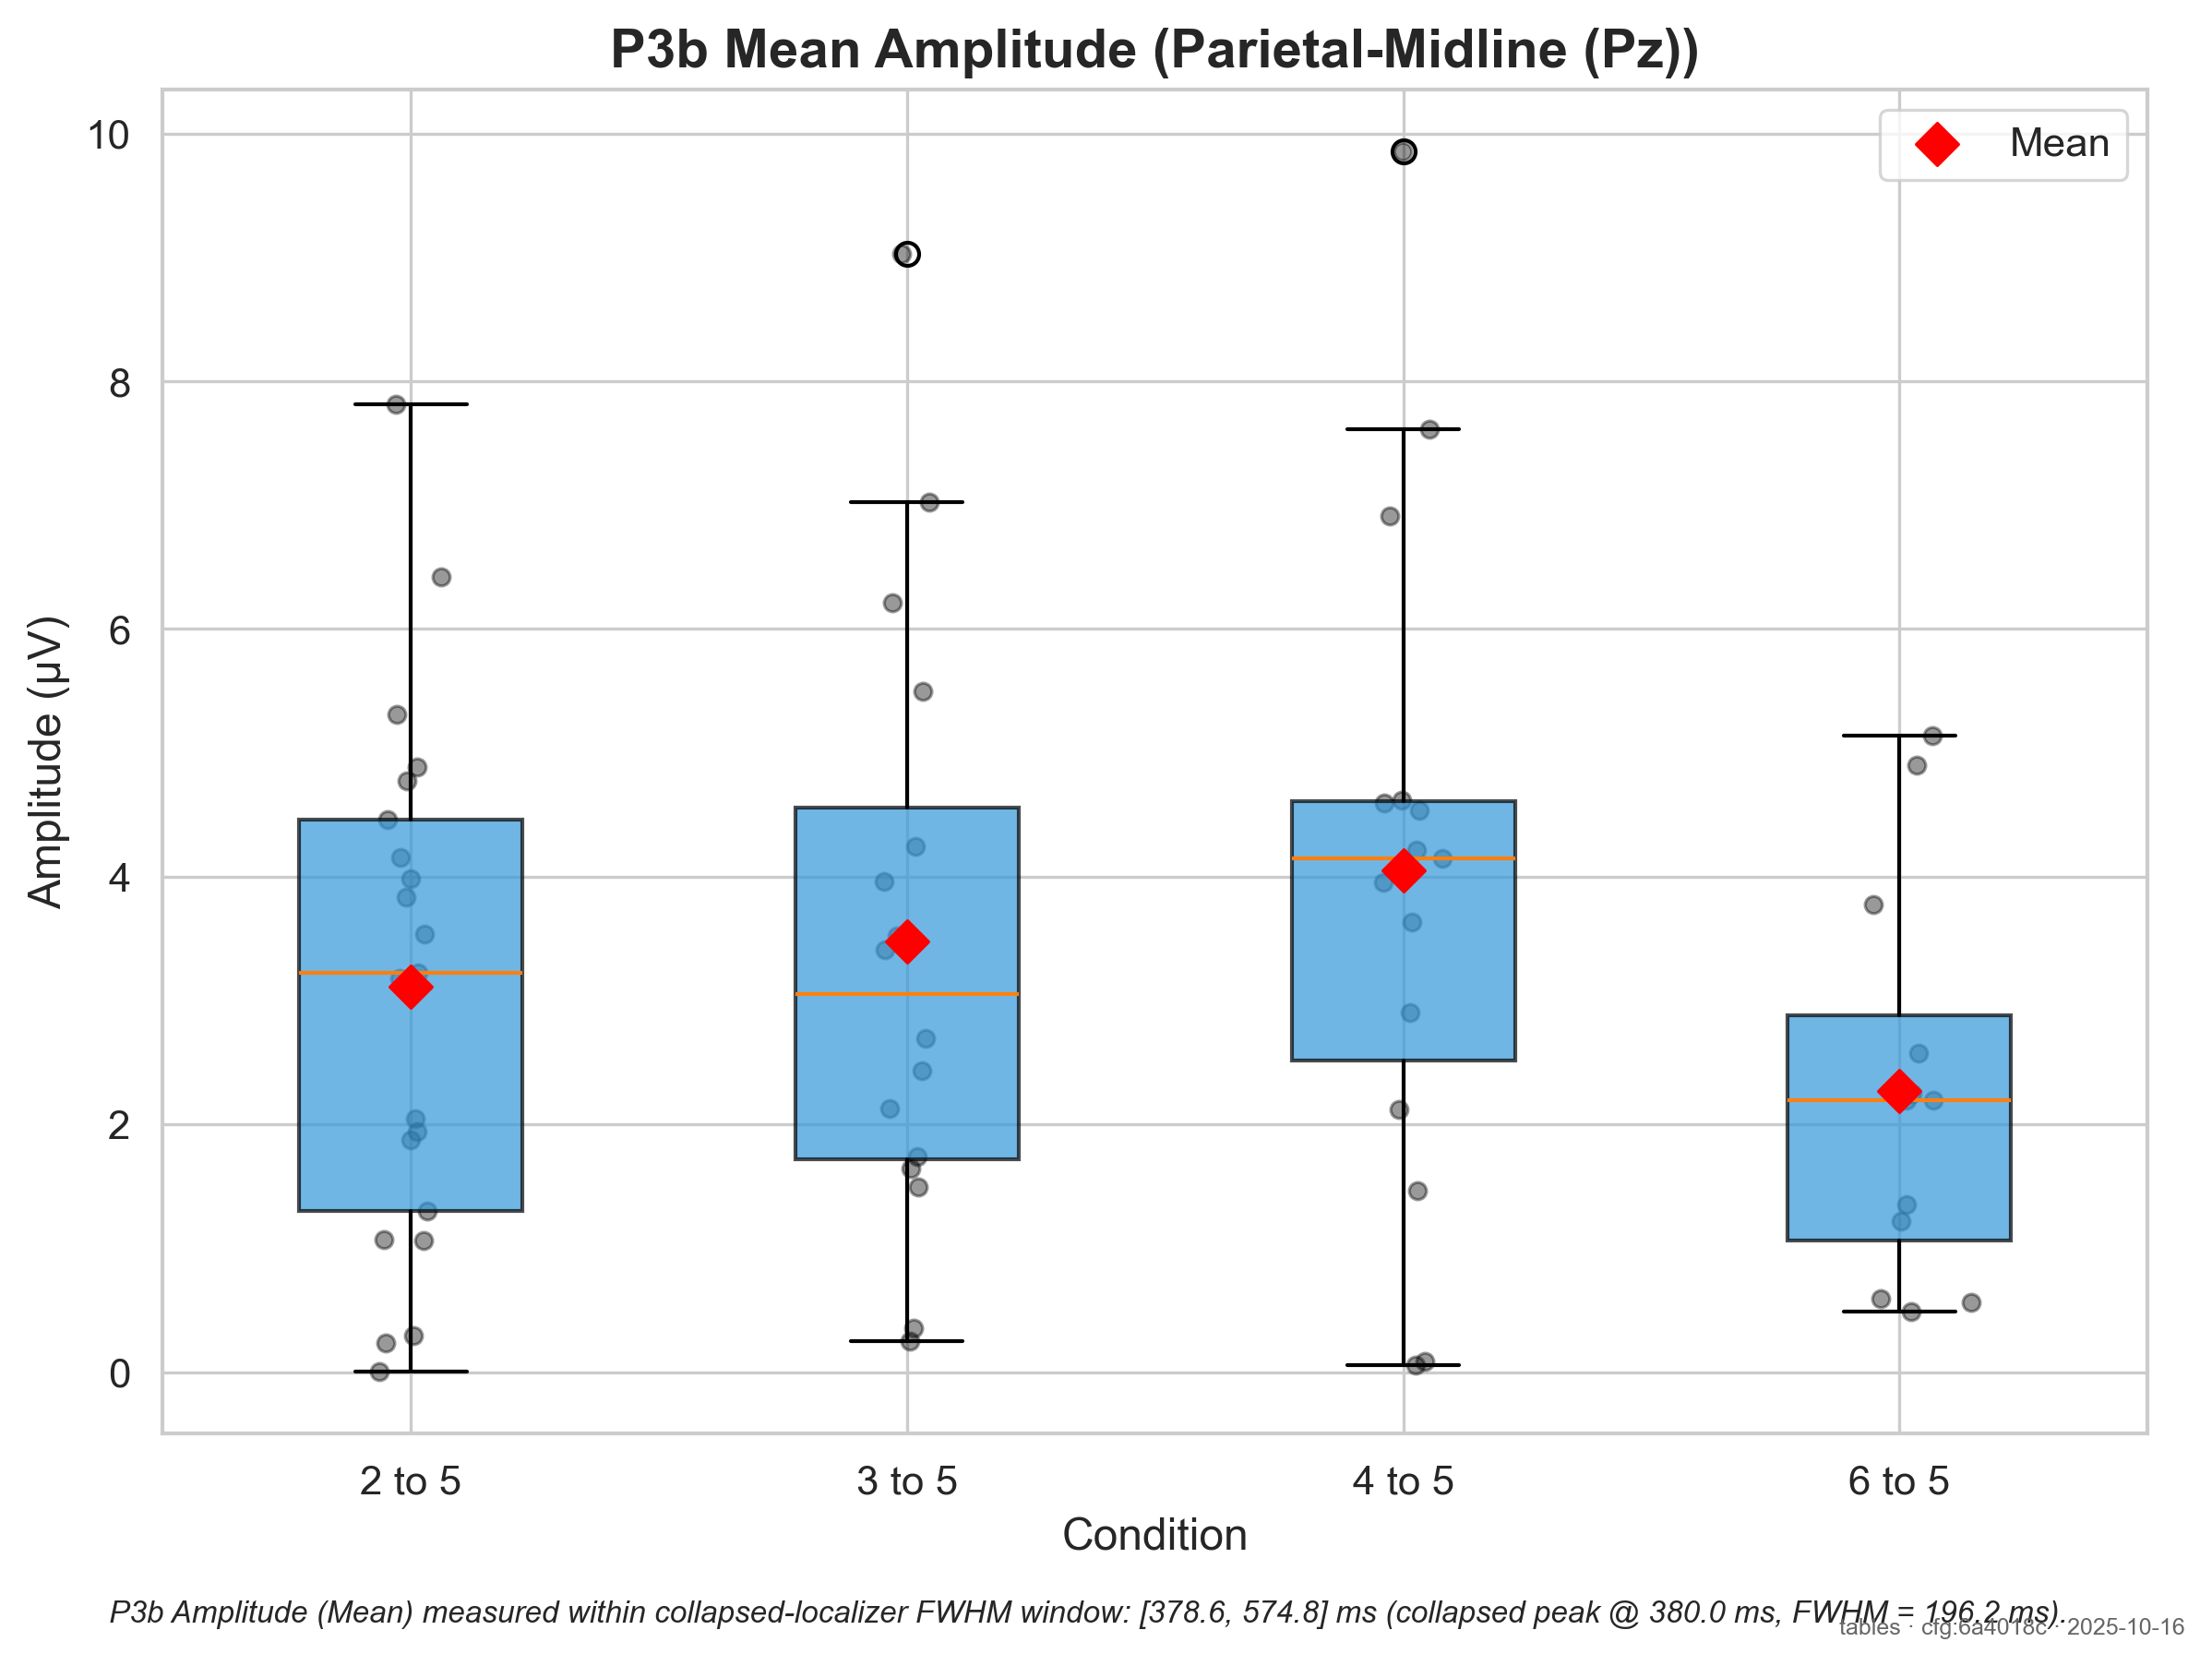 P3b Mean Amplitude (Parietal-Midline (Pz))
Mean
10
8
6
4
2
0
Amplitude (µV)
2 to 5
3 to 5
4 to 5
6 to 5
Condition
P3b Amplitude (Mean) measured within collapsed-localizer FWHM window: [378.6, 574.8] ms (collapsed peak @ 380.0 ms, FWHM = 196.2 ms).
tables · cfg:6a4018c · 2025-10-16